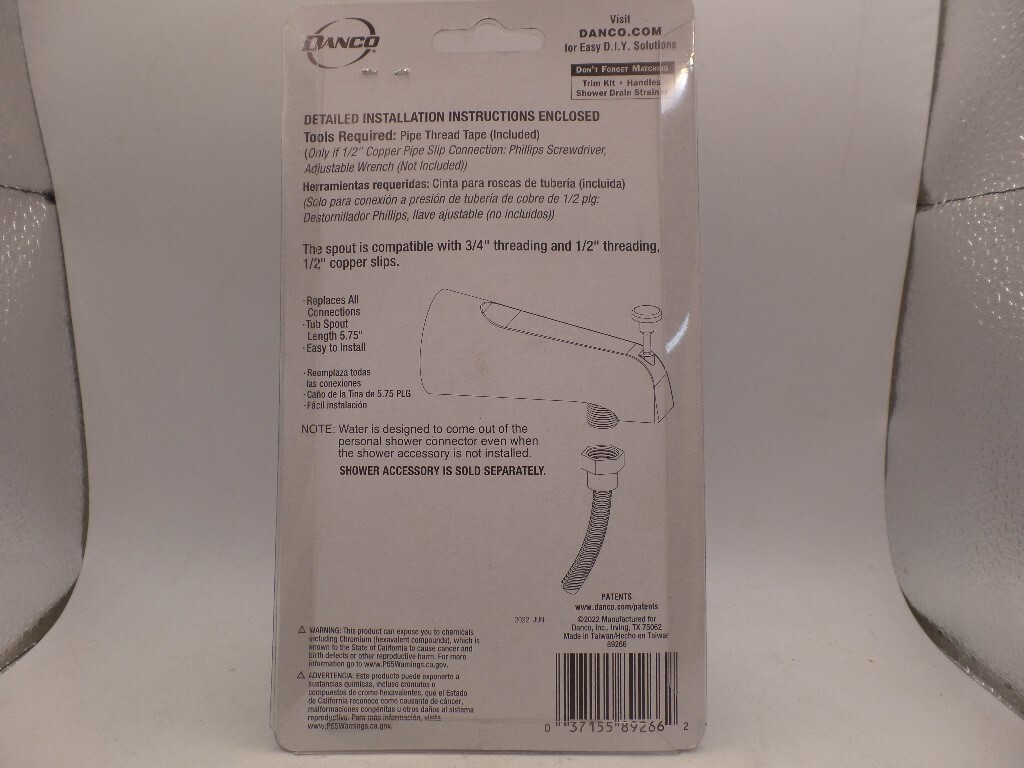 DANCO
Visit
DANCO.COM
for Easy D.I.Y. Solutions
DON'T FORGET MATCHING
Trim Kit • Handles
Shower Drain Strainer
DETAILED INSTALLATION INSTRUCTIONS ENCLOSED
Tools Required: Pipe Thread Tape (Included)
(Only if 1/2" Copper Pipe Slip Connection: Phillips Screwdriver,
Adjustable Wrench (Not Included))
Herramientas requeridas: Cinta para roscas de tubería (incluida)
(Solo para conexión a presión de tubería de cobre de 1/2 plg:
Destornillador Phillips, llave ajustable (no incluidos))
The spout is compatible with 3/4" threading and 1/2" threading,
1/2" copper slips.
·Replaces All
Connections
·Tub Spout
Length 5.75"
·Easy to Install
·Reemplaza todas
las conexiones
·Caño de la Tina de 5.75 PLG
·Fácil instalación
NOTE: Water is designed to come out of the
personal shower connector even when
the shower accessory is not installed.
SHOWER ACCESSORY IS SOLD SEPARATELY.
PATENTS
www.danco.com/patents
©2022 Manufactured for
Danco, Inc., Irving, TX 75062
Made in Taiwan/Hecho en Taiwan
89266
2022 JUN
⚠ WARNING: This product can expose you to chemicals
including Chromium (hexavalent compounds), which is
known to the State of California to cause cancer and
birth defects or other reproductive harm. For more
information go to www.P65Warnings.ca.gov.
⚠ ADVERTENCIA: Este producto puede exponerte a
sustancias químicas, incluso cromatos o
compuestos de cromo hexavalentes, que el Estado
de California reconoce como causante de cáncer,
malformaciones congénitas u otros daños al sistema
reproductivo. Para más información, visite
www.P65Warnings.ca.gov.
0 37155 89266 2